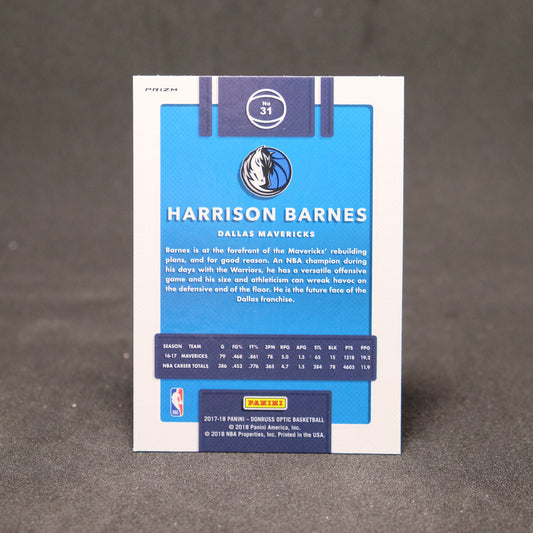 PRIZM
No
31
HARRISON BARNES
DALLAS MAVERICKS
Barnes is at the forefront of the Mavericks' rebuilding
plans, and for good reason. An NBA champion during
his days with the Warriors, he has a versatile offensive
game and his size and athleticism can wreak havoc on
the defensive end of the floor. He is the future face of the
Dallas franchise.
SEASON TEAM G FG% FT% 3PM RPG APG STL BLK PTS PPG
16-17 MAVERICKS 79 .468 .861 78 5.0 1.5 65 15 1518 19.2
NBA CAREER TOTALS 386 .453 .776 365 4.7 1.5 284 78 4605 11.9
PANINI
2017-18 PANINI – DONRUSS OPTIC BASKETBALL
© 2018 Panini America, Inc.
© 2018 NBA Properties, Inc. Printed in the USA.